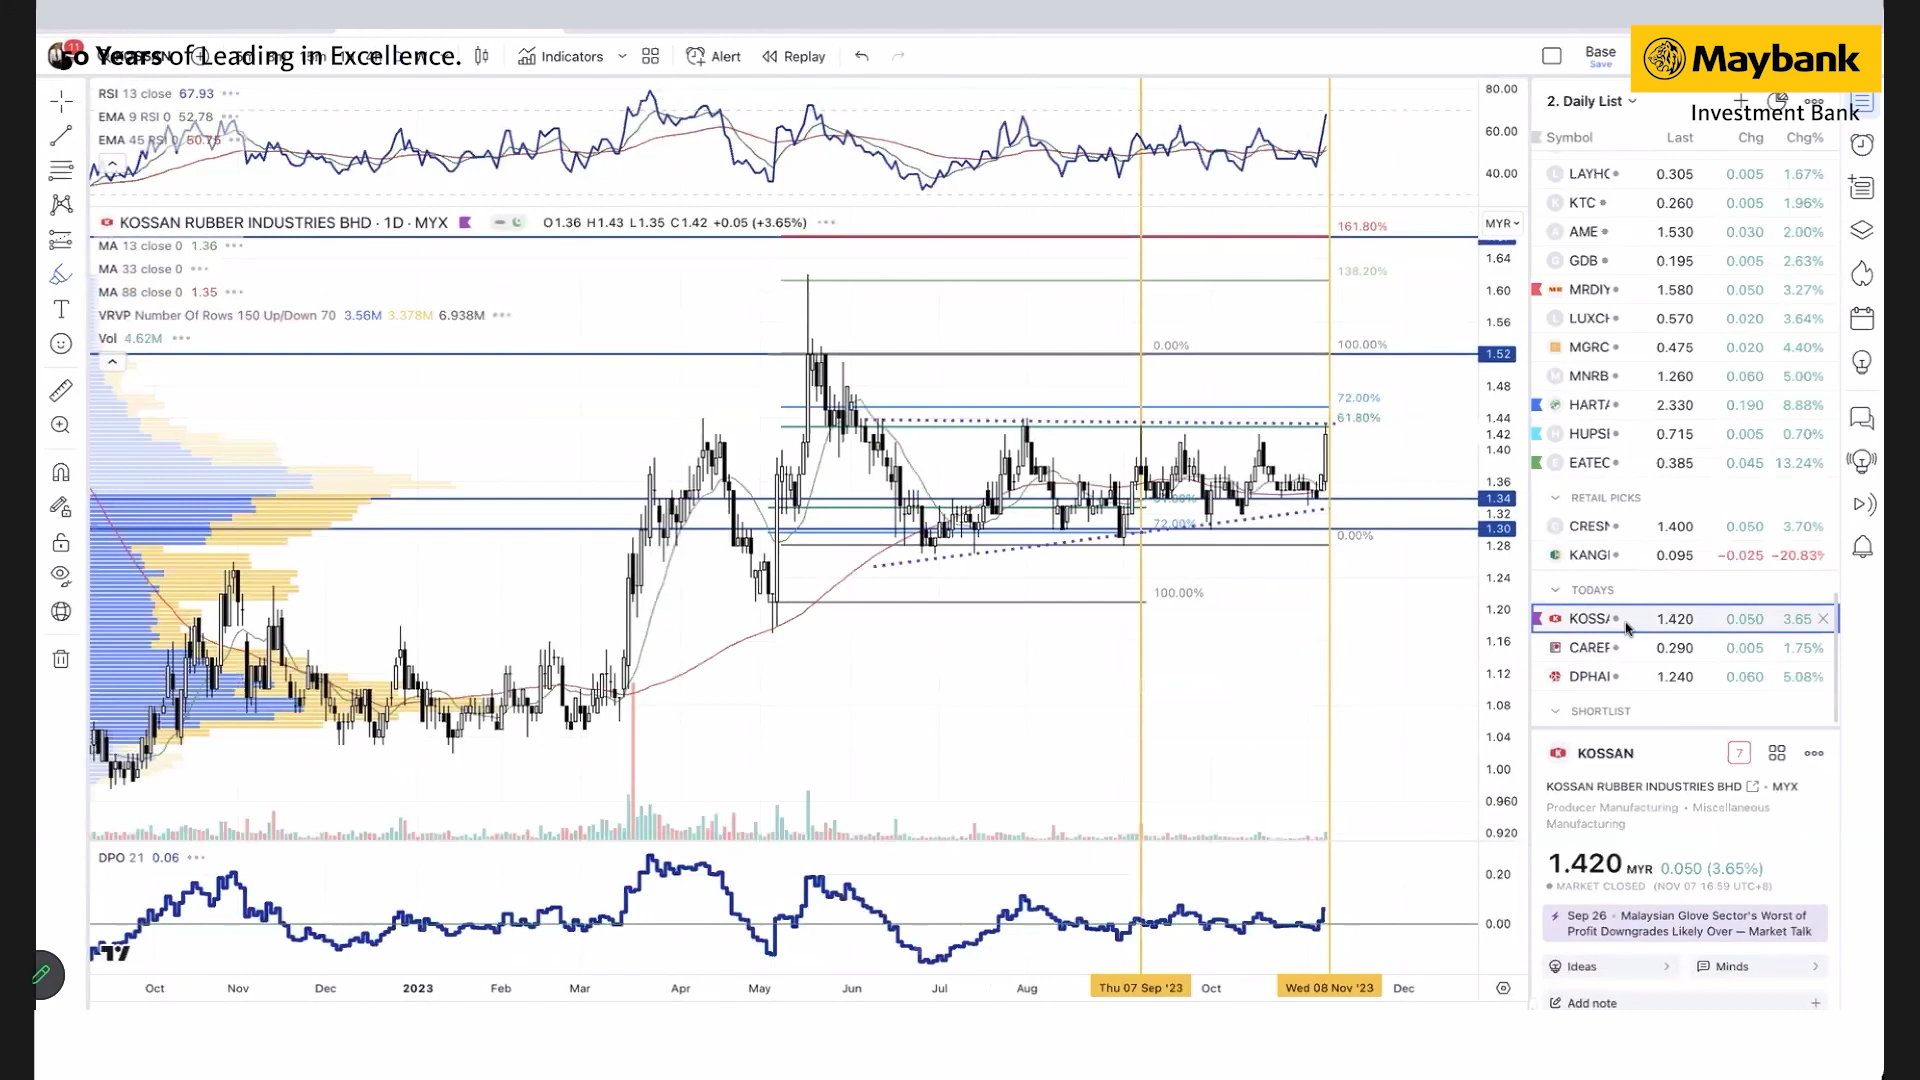 50 Years of Leading in Excellence.
Indicators
Alert
Replay
Base
Save
Maybank
Investment Bank
RSI 13 close 67.93
EMA 9 RSI 0 52.78
EMA 45 RSI 0 50.75
80.00
60.00
40.00
KOSSAN RUBBER INDUSTRIES BHD · 1D · MYX
O1.36 H1.43 L1.35 C1.42 +0.05 (+3.65%)
MYR
MA 13 close 0 1.36
MA 33 close 0
MA 88 close 0 1.35
VRVP Number Of Rows 150 Up/Down 70 3.56M 3.378M 6.938M
Vol 4.62M
161.80%
138.20%
0.00%
100.00%
72.00%
61.80%
72.00%
0.00%
100.00%
1.64
1.60
1.56
1.52
1.48
1.44
1.42
1.40
1.36
1.34
1.32
1.30
1.28
1.24
1.20
1.16
1.12
1.08
1.04
1.00
0.960
0.920
DPO 21 0.06
0.20
0.00
Oct
Nov
Dec
2023
Feb
Mar
Apr
May
Jun
Jul
Aug
Thu 07 Sep '23
Oct
Wed 08 Nov '23
Dec
2. Daily List
Symbol Last Chg Chg%
LAYHC 0.305 0.005 1.67%
KTC 0.260 0.005 1.96%
AME 1.530 0.030 2.00%
GDB 0.195 0.005 2.63%
MRDIY 1.580 0.050 3.27%
LUXCH 0.570 0.020 3.64%
MGRC 0.475 0.020 4.40%
MNRB 1.260 0.060 5.00%
HARTA 2.330 0.190 8.88%
HUPSI 0.715 0.005 0.70%
EATEC 0.385 0.045 13.24%
RETAIL PICKS
CRESN 1.400 0.050 3.70%
KANGI 0.095 −0.025 −20.83%
TODAYS
KOSSA 1.420 0.050 3.65
CAREP 0.290 0.005 1.75%
DPHAI 1.240 0.060 5.08%
SHORTLIST
KOSSAN
7
KOSSAN RUBBER INDUSTRIES BHD · MYX
Producer Manufacturing · Miscellaneous
Manufacturing
1.420 MYR 0.050 (3.65%)
MARKET CLOSED (NOV 07 16:59 UTC+8)
Sep 26 · Malaysian Glove Sector's Worst of
Profit Downgrades Likely Over — Market Talk
Ideas
Minds
Add note